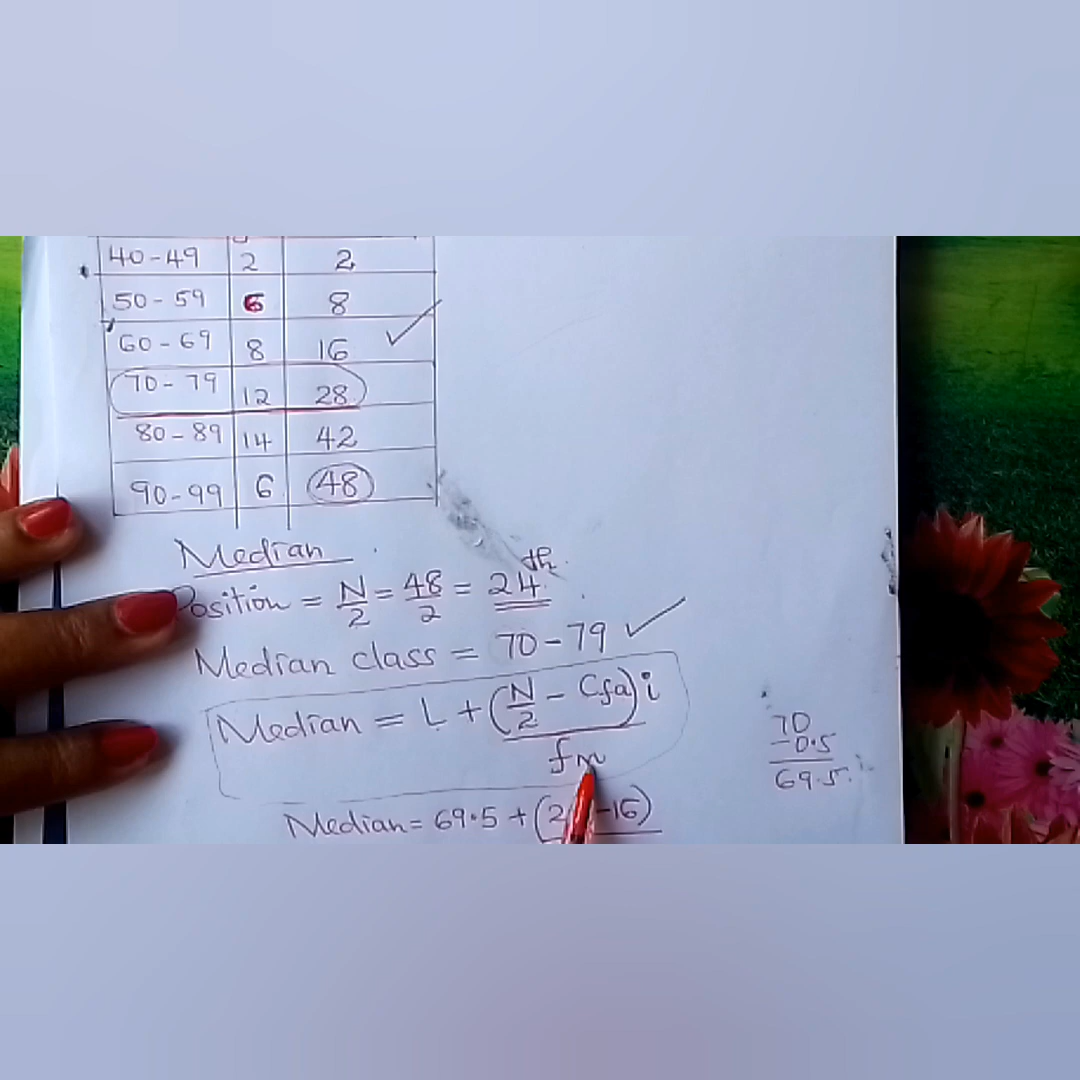 40-49 2 2
50-59 6 8
60-69 8 16
70-79 12 28
80-89 14 42
90-99 6 48
Median
Position = N/2 = 48/2 = 24th
Median class = 70-79
Median = L + (N/2 - Cfa) i
fm
70
-0.5
69.5
Median = 69.5 + (2 -16)